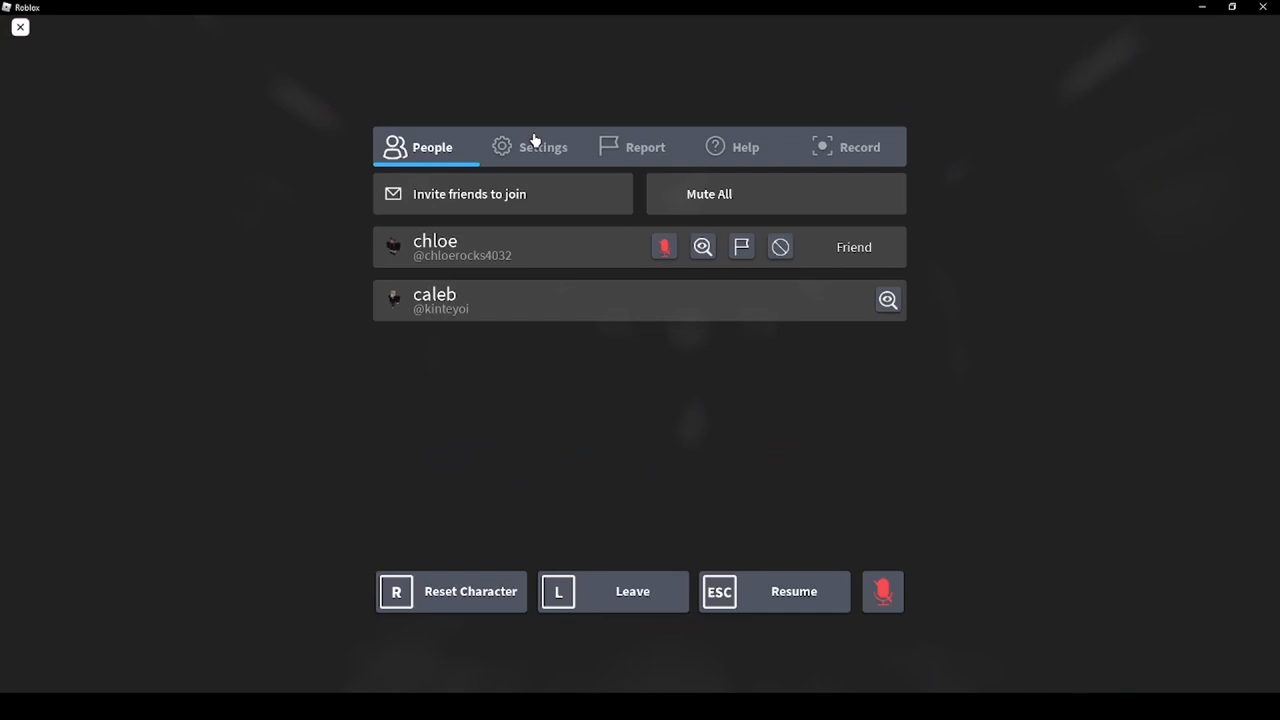 Roblox
People Settings Report Help Record
Invite friends to join Mute All
chloe
@chloerocks4032
Friend
caleb
@kinteyoi
R Reset Character L Leave ESC Resume